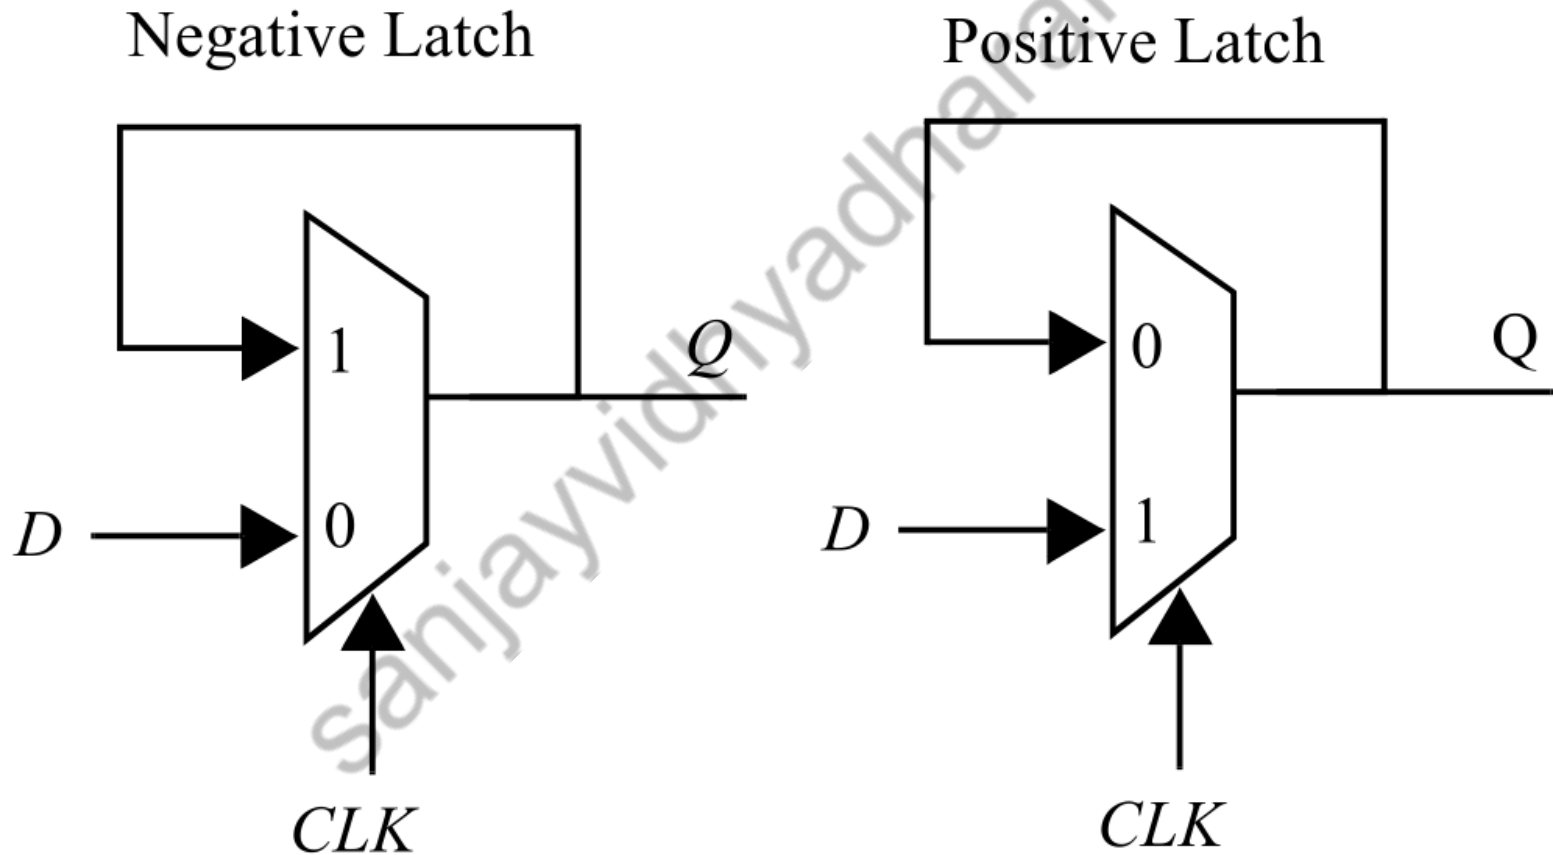 Negative Latch
1
Q
D
0
CLK
Positive Latch
0
Q
D
1
CLK
sanjayvidhyadharan